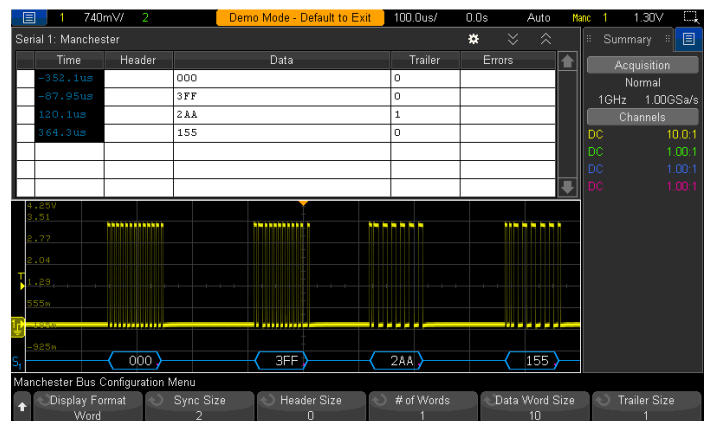 1 740mV/ 2 Demo Mode - Default to Exit 100.0us/ 0.0s Auto Manc 1 1.30V
Serial 1: Manchester
Time Header Data Trailer Errors
-352.1us 000 0
-87.95us 3FF 0
120.1us 2AA 1
364.3us 155 0
Summary
Acquisition
Normal
1GHz 1.00GSa/s
Channels
DC 10.0:1
DC 1.00:1
DC 1.00:1
DC 1.00:1
4.25V
3.51
2.77
2.04
T
1.29
555m
-925m
S1 000 3FF 2AA 155
Manchester Bus Configuration Menu
Display Format Sync Size Header Size # of Words Data Word Size Trailer Size
Word 2 0 1 10 1